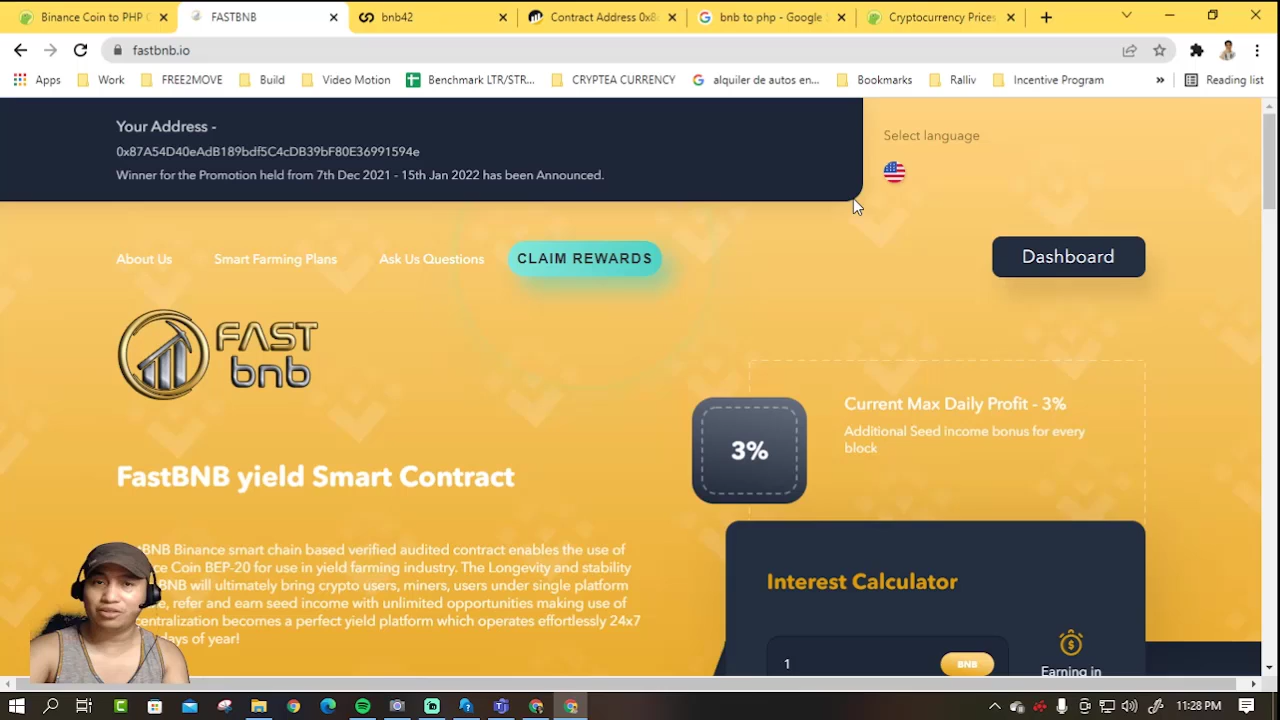 Binance Coin to PHP
FASTBNB
bnb42
Contract Address 0x8
bnb to php - Google
Cryptocurrency Prices
fastbnb.io
Apps
Work
FREE2MOVE
Build
Video Motion
Benchmark LTR/STR...
CRYPTEA CURRENCY
alquiler de autos en...
Bookmarks
Ralliv
Incentive Program
»
Reading list
Your Address -
0x87A54D40eAdB189bdf5C4cDB39bF80E36991594e
Winner for the Promotion held from 7th Dec 2021 - 15th Jan 2022 has been Announced.
Select language
About Us
Smart Farming Plans
Ask Us Questions
CLAIM REWARDS
Dashboard
FAST
bnb
Current Max Daily Profit - 3%
Additional Seed income bonus for every
block
3%
FastBNB yield Smart Contract
BNB Binance smart chain based verified audited contract enables the use of
ce Coin BEP-20 for use in yield farming industry. The Longevity and stability
BNB will ultimately bring crypto users, miners, users under single platform
, refer and earn seed income with unlimited opportunities making use of
centralization becomes a perfect yield platform which operates effortlessly 24x7
days of year!
Interest Calculator
1
BNB
Earning in
11:28 PM